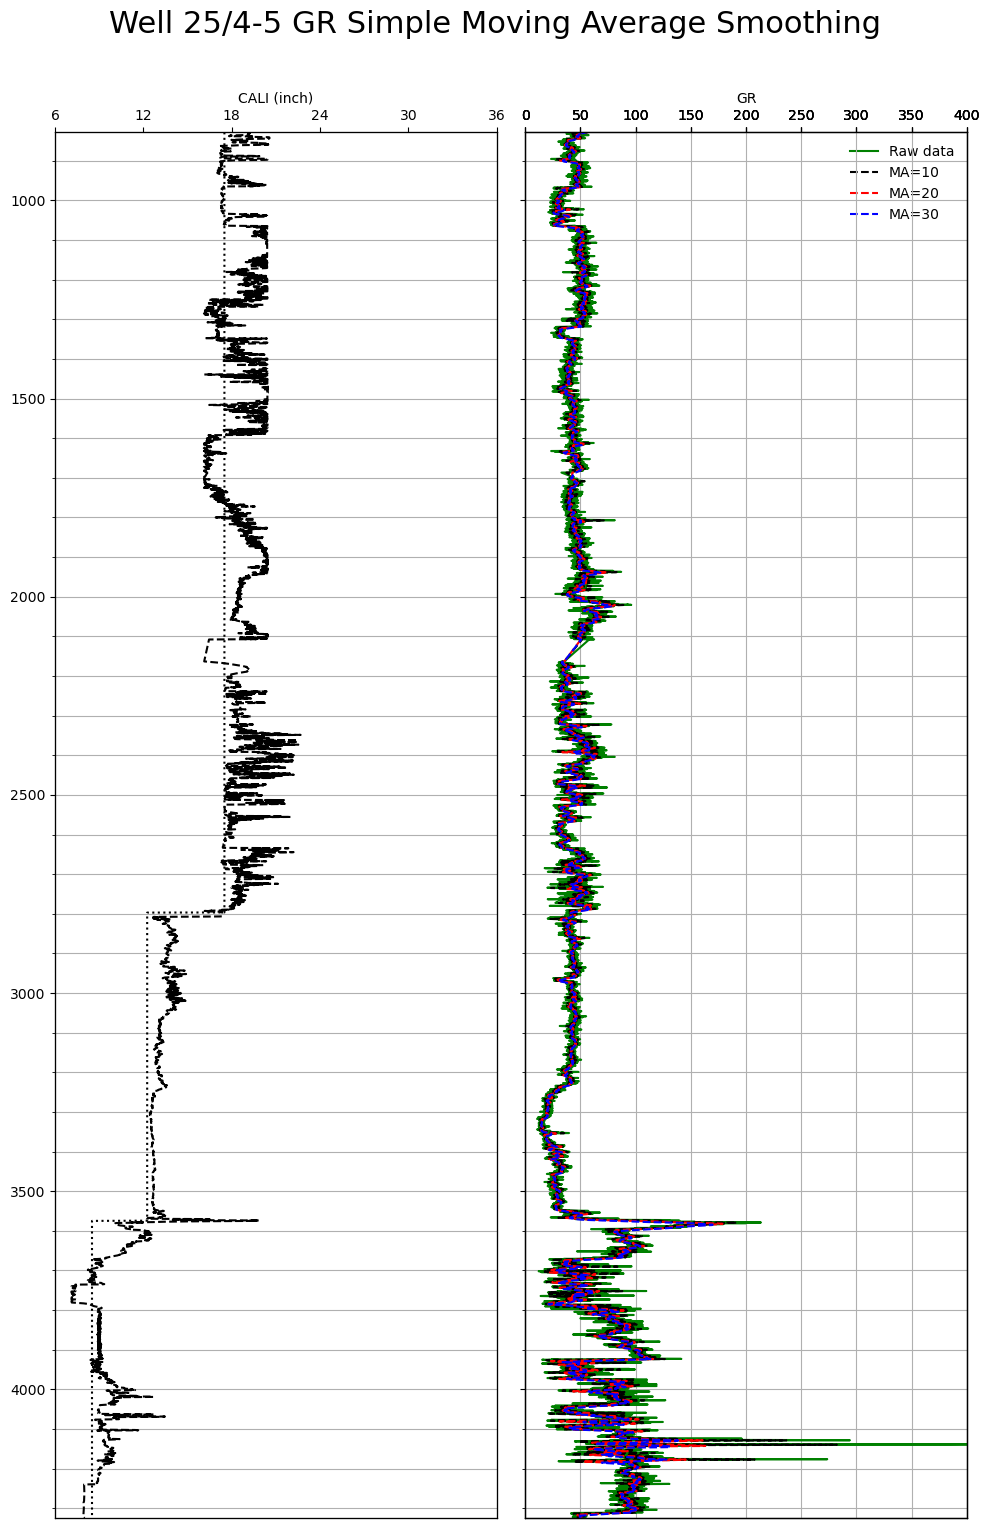 Well 25/4-5 GR Simple Moving Average Smoothing
CALI (inch)
GR
6 12 18 24 30 36
0 50 100 150 200 250 300 350 400
Raw data
MA=10
MA=20
MA=30
1000
1500
2000
2500
3000
3500
4000